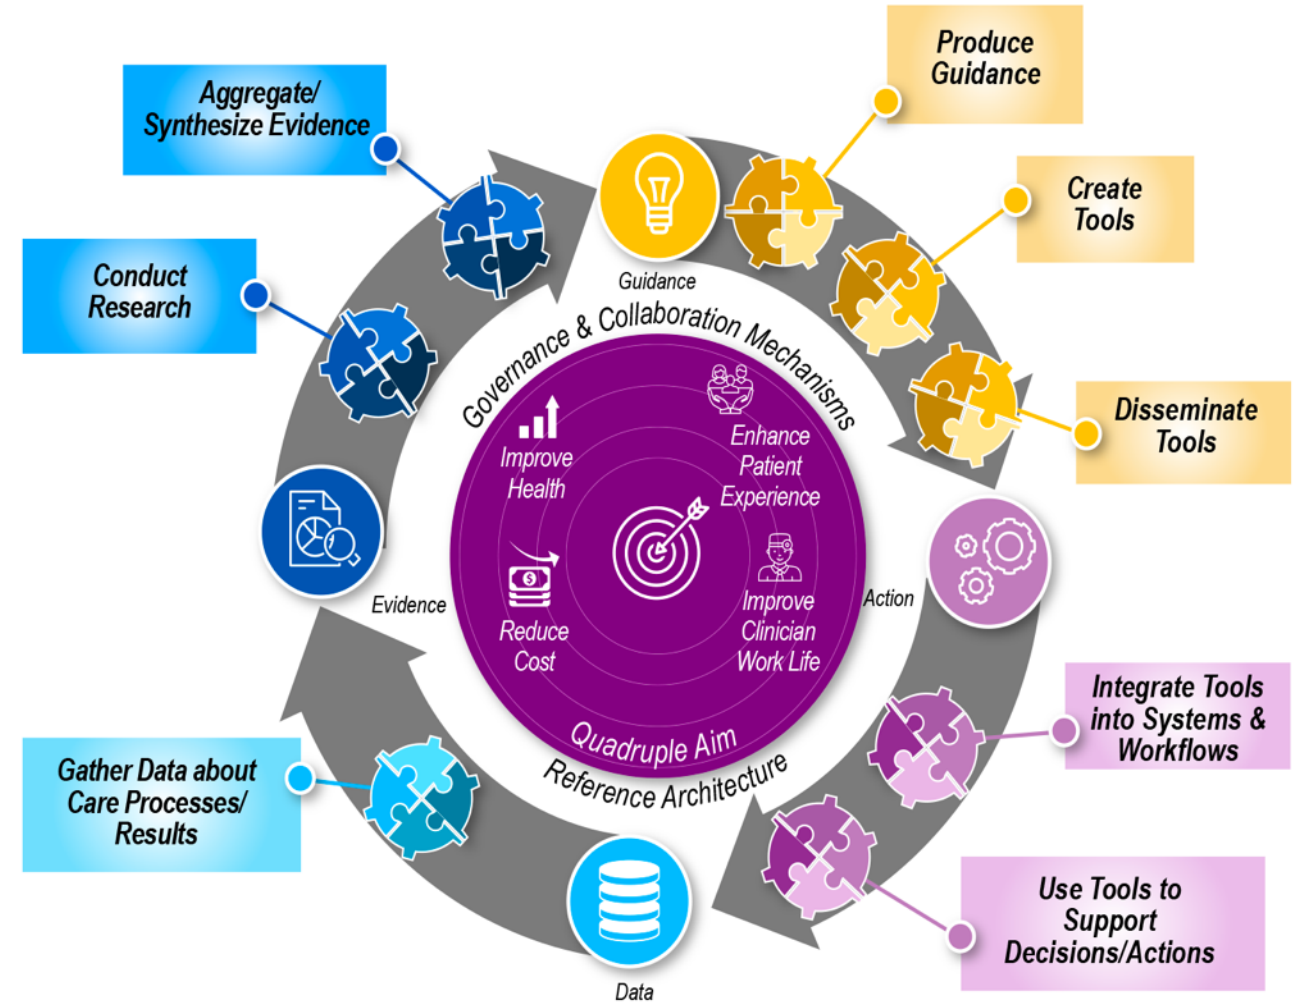 Produce
Guidance
Aggregate/
Synthesize Evidence
Create
Tools
Conduct
Research
Guidance
Governance & Collaboration Mechanisms
Disseminate
Tools
Improve
Health
Enhance
Patient
Experience
$
Evidence
Action
Reduce
Cost
Improve
Clinician
Work Life
Quadruple Aim
Reference Architecture
Integrate Tools
into Systems &
Workflows
Gather Data about
Care Processes/
Results
Use Tools to
Support
Decisions/Actions
Data